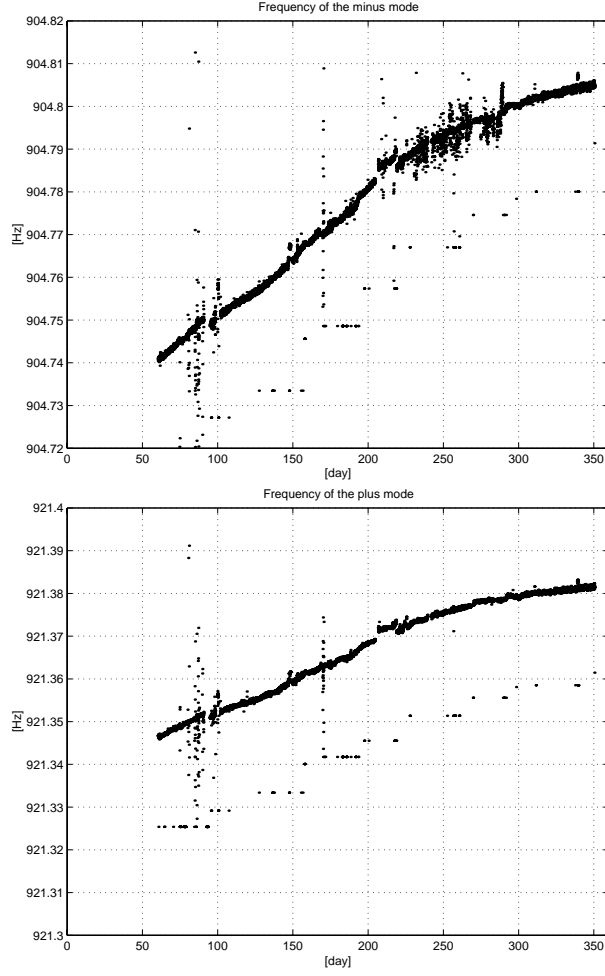 Frequency of the minus mode
904.82
904.81
904.8
904.79
904.78
904.77
904.76
904.75
904.74
904.73
904.72
[Hz]
0 50 100 150 200 250 300 350
[day]
Frequency of the plus mode
921.4
921.39
921.38
921.37
921.36
921.35
921.34
921.33
921.32
921.31
921.3
[Hz]
0 50 100 150 200 250 300 350
[day]